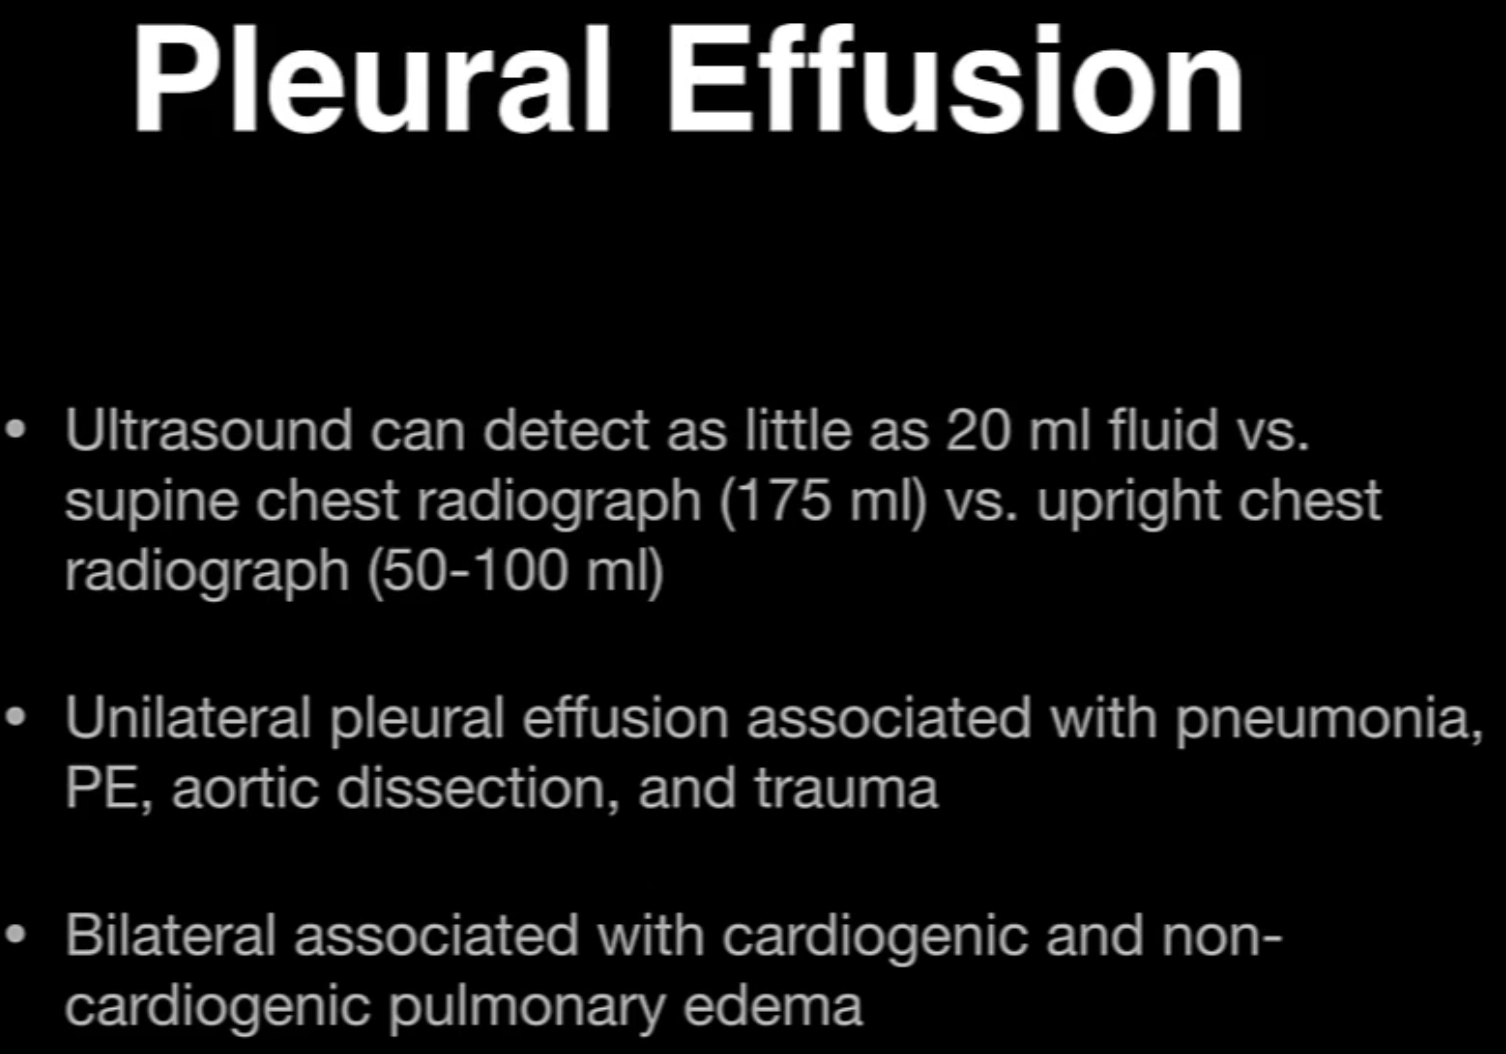 Pleural Effusion
• Ultrasound can detect as little as 20 ml fluid vs.
supine chest radiograph (175 ml) vs. upright chest
radiograph (50-100 ml)
• Unilateral pleural effusion associated with pneumonia,
PE, aortic dissection, and trauma
• Bilateral associated with cardiogenic and non-
cardiogenic pulmonary edema